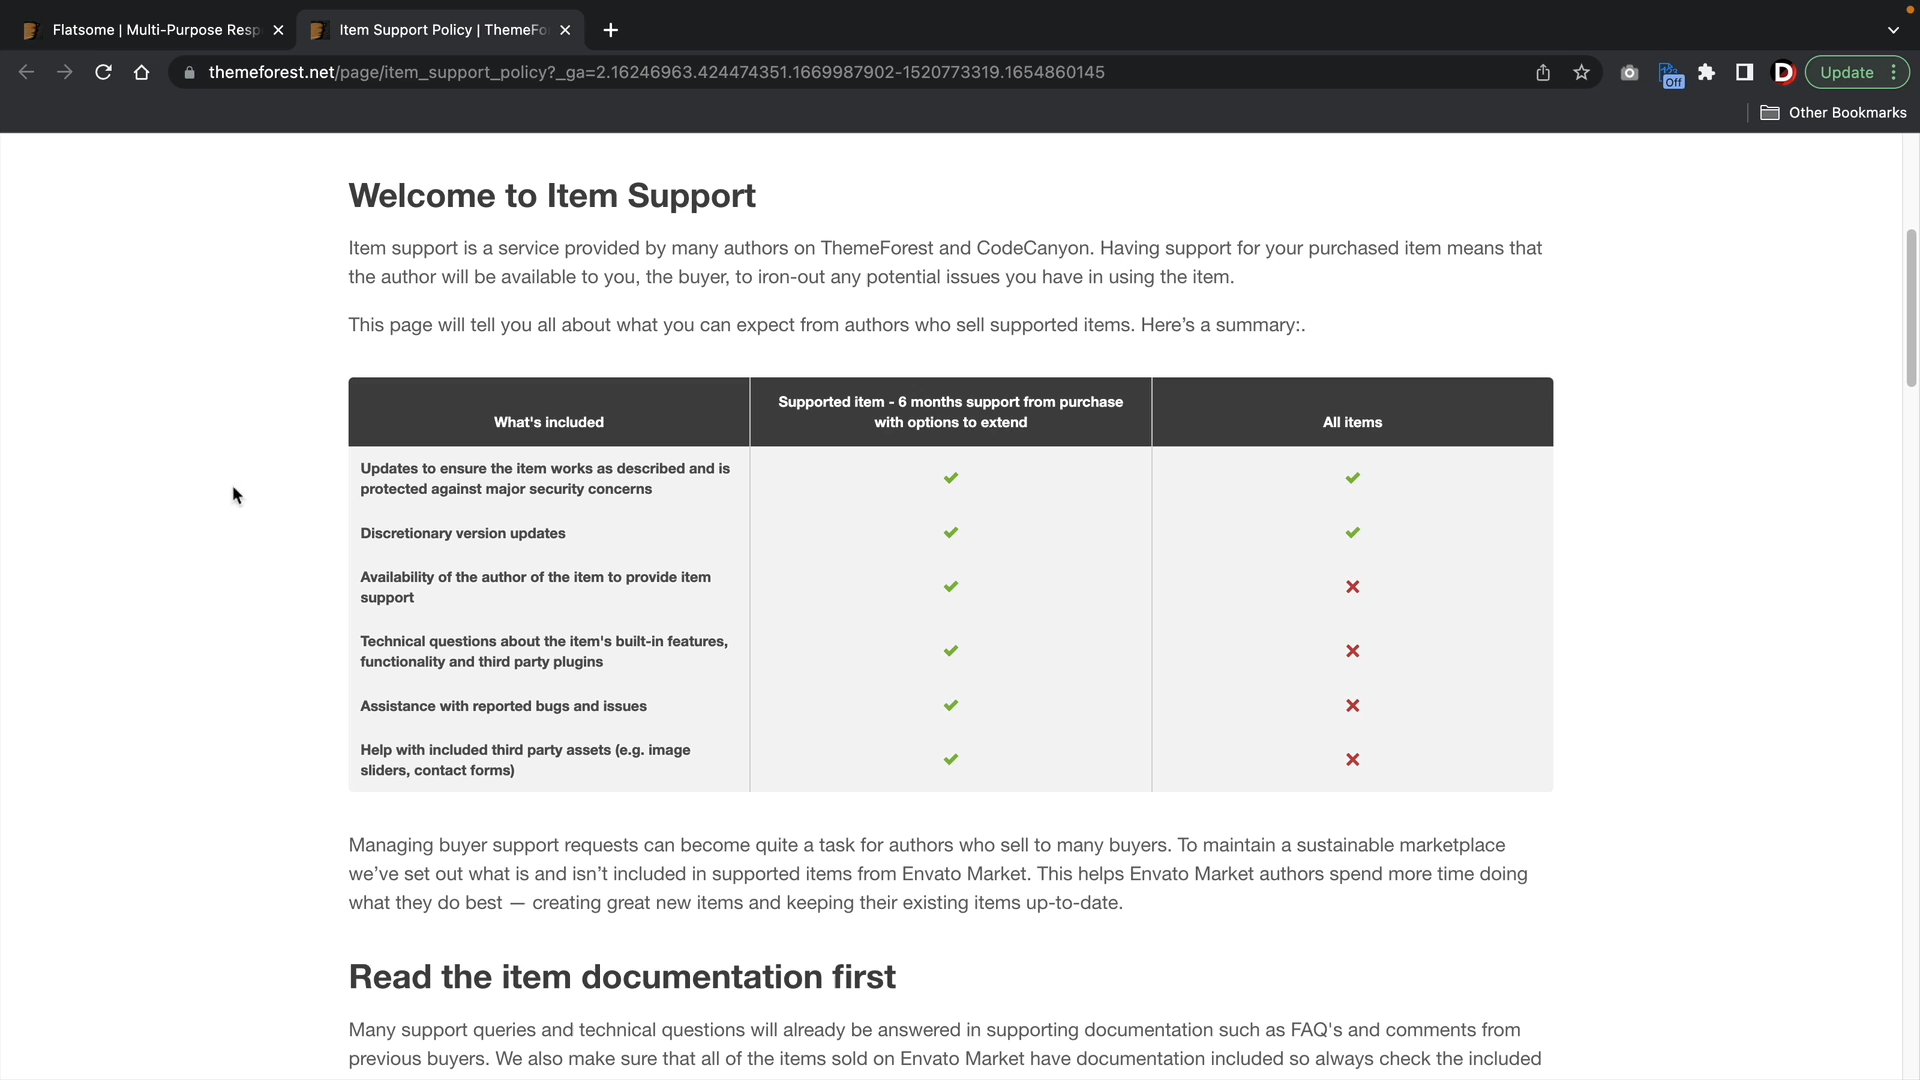 Flatsome | Multi-Purpose Resp
Item Support Policy | ThemeFo
themeforest.net/page/item_support_policy?_ga=2.16246963.424474351.1669987902-1520773319.1654860145
Off
D
Update
Other Bookmarks
Welcome to Item Support
Item support is a service provided by many authors on ThemeForest and CodeCanyon. Having support for your purchased item means that
the author will be available to you, the buyer, to iron-out any potential issues you have in using the item.
This page will tell you all about what you can expect from authors who sell supported items. Here’s a summary:.
What's included
Supported item - 6 months support from purchase
with options to extend
All items
Updates to ensure the item works as described and is
protected against major security concerns
Discretionary version updates
Availability of the author of the item to provide item
support
Technical questions about the item's built-in features,
functionality and third party plugins
Assistance with reported bugs and issues
Help with included third party assets (e.g. image
sliders, contact forms)
Managing buyer support requests can become quite a task for authors who sell to many buyers. To maintain a sustainable marketplace
we’ve set out what is and isn’t included in supported items from Envato Market. This helps Envato Market authors spend more time doing
what they do best — creating great new items and keeping their existing items up-to-date.
Read the item documentation first
Many support queries and technical questions will already be answered in supporting documentation such as FAQ's and comments from
previous buyers. We also make sure that all of the items sold on Envato Market have documentation included so always check the included